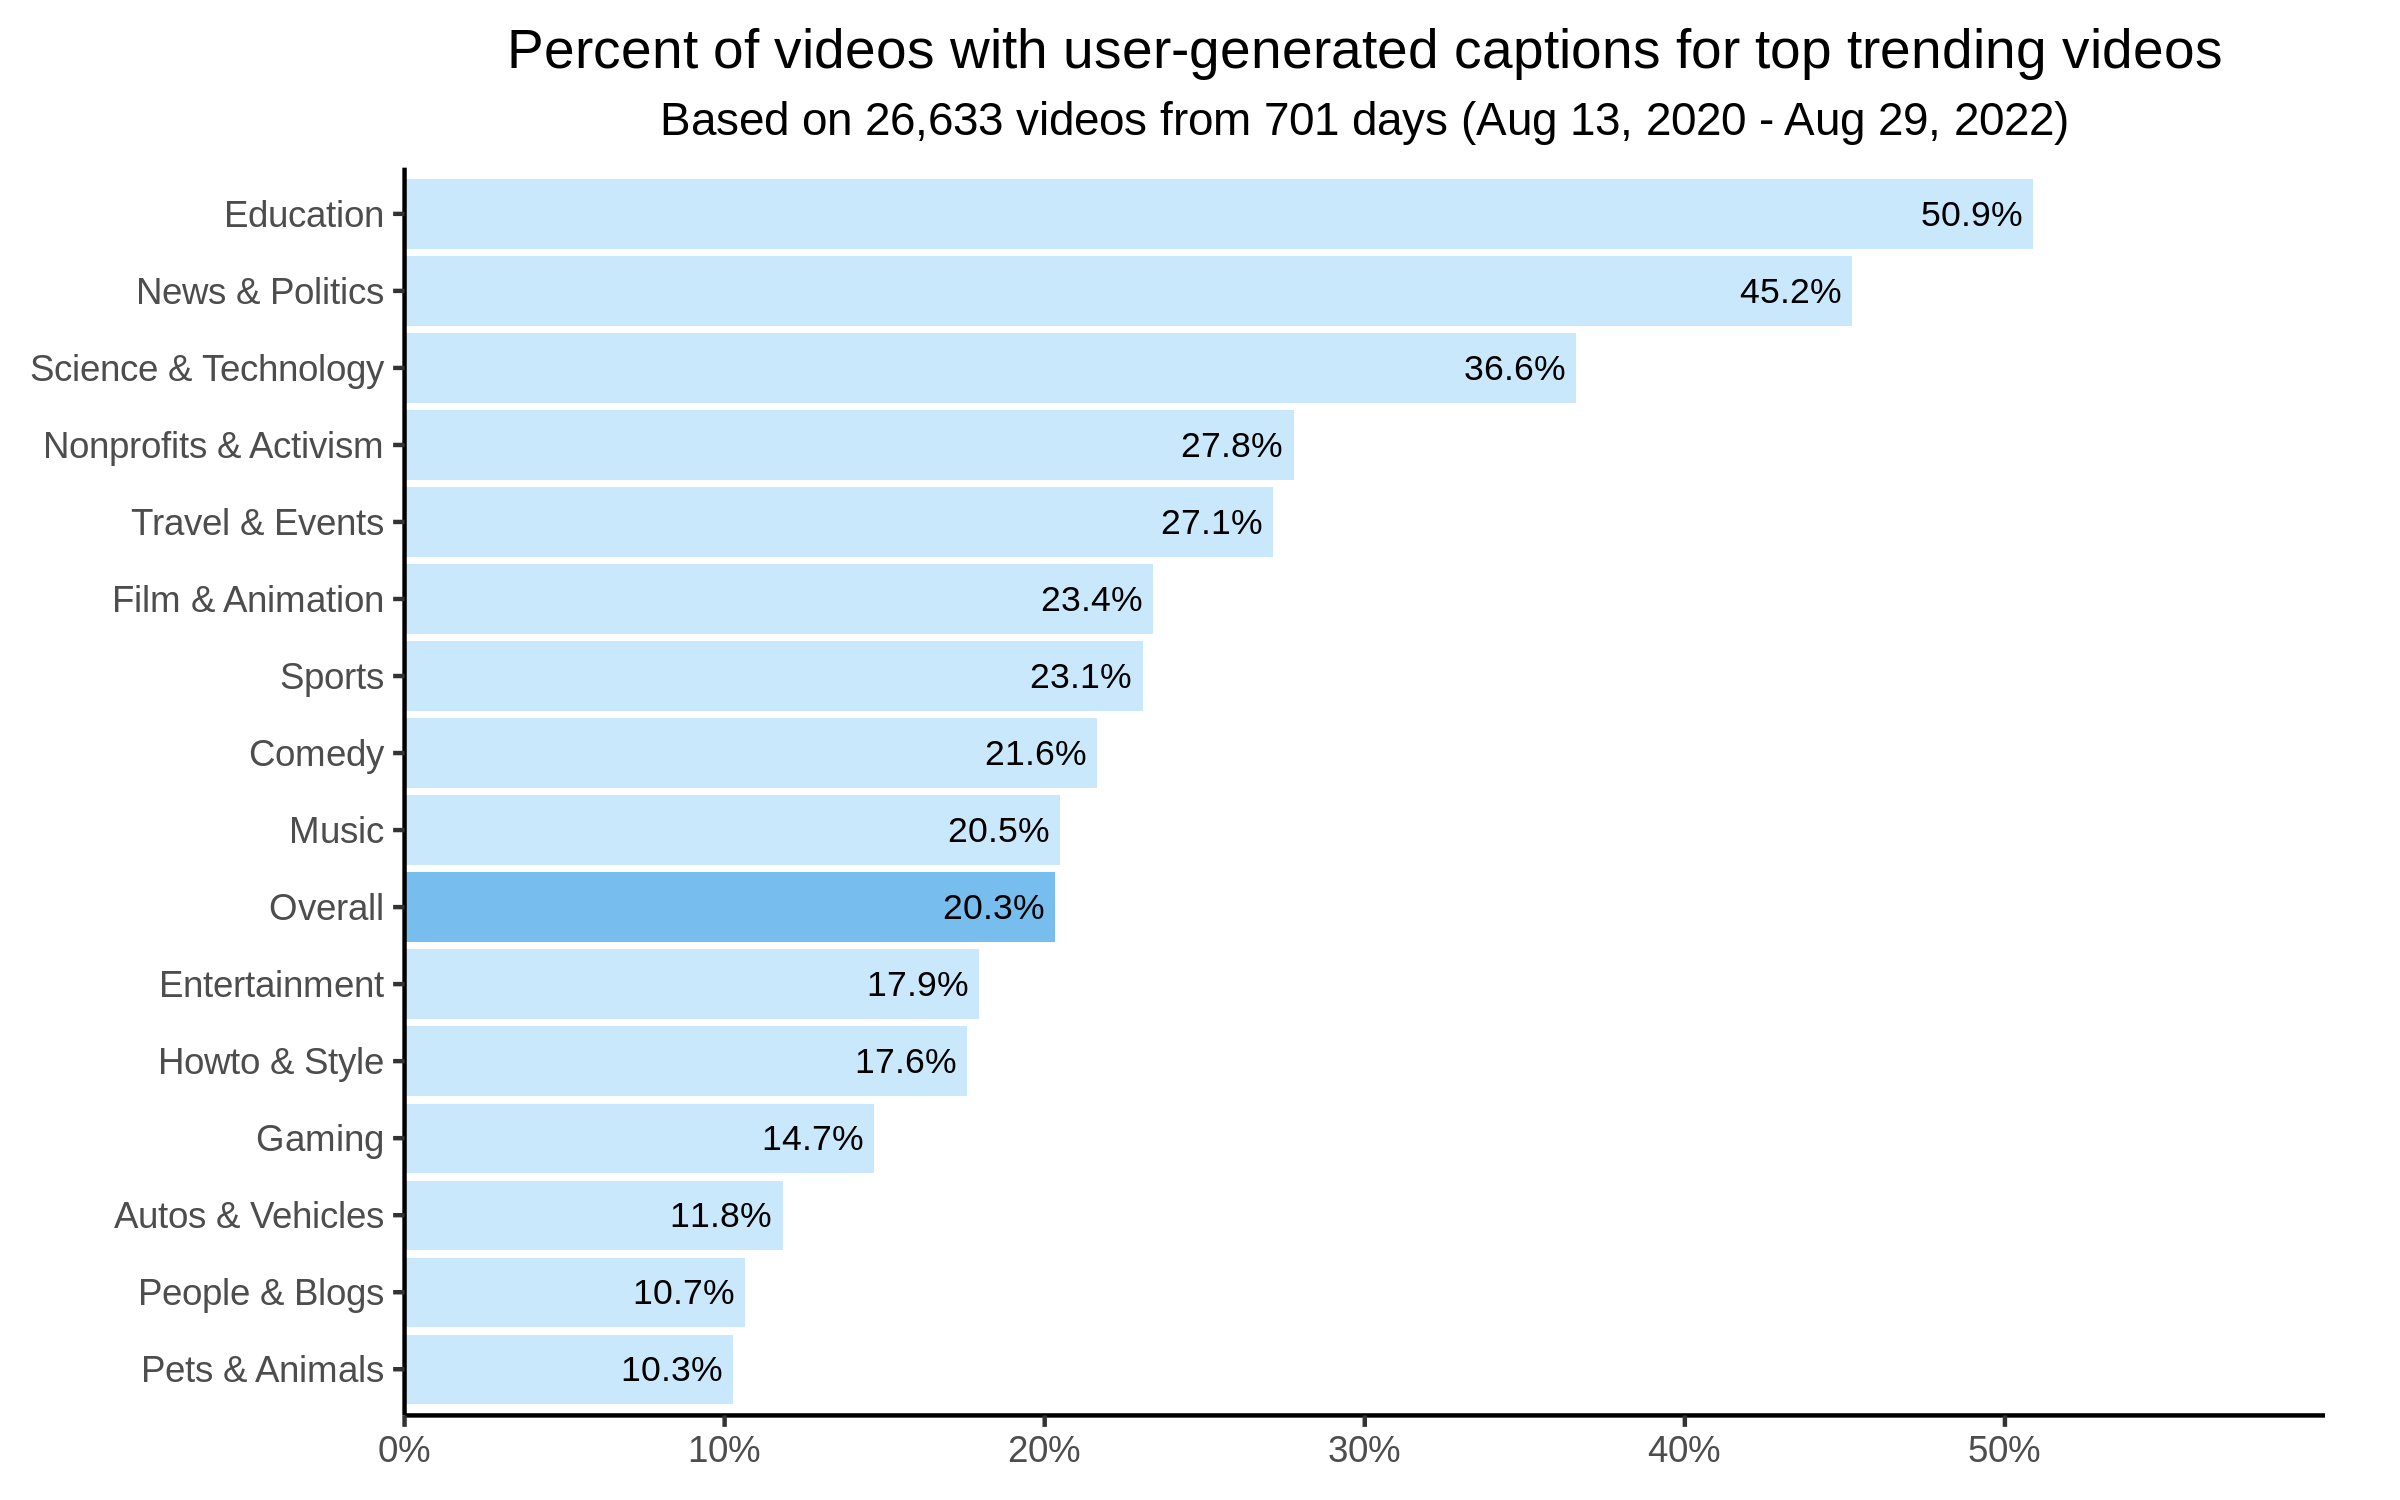 Percent of videos with user-generated captions for top trending videos
Based on 26,633 videos from 701 days (Aug 13, 2020 - Aug 29, 2022)
Education 50.9%
News & Politics 45.2%
Science & Technology 36.6%
Nonprofits & Activism 27.8%
Travel & Events 27.1%
Film & Animation 23.4%
Sports 23.1%
Comedy 21.6%
Music 20.5%
Overall 20.3%
Entertainment 17.9%
Howto & Style 17.6%
Gaming 14.7%
Autos & Vehicles 11.8%
People & Blogs 10.7%
Pets & Animals 10.3%
0% 10% 20% 30% 40% 50%